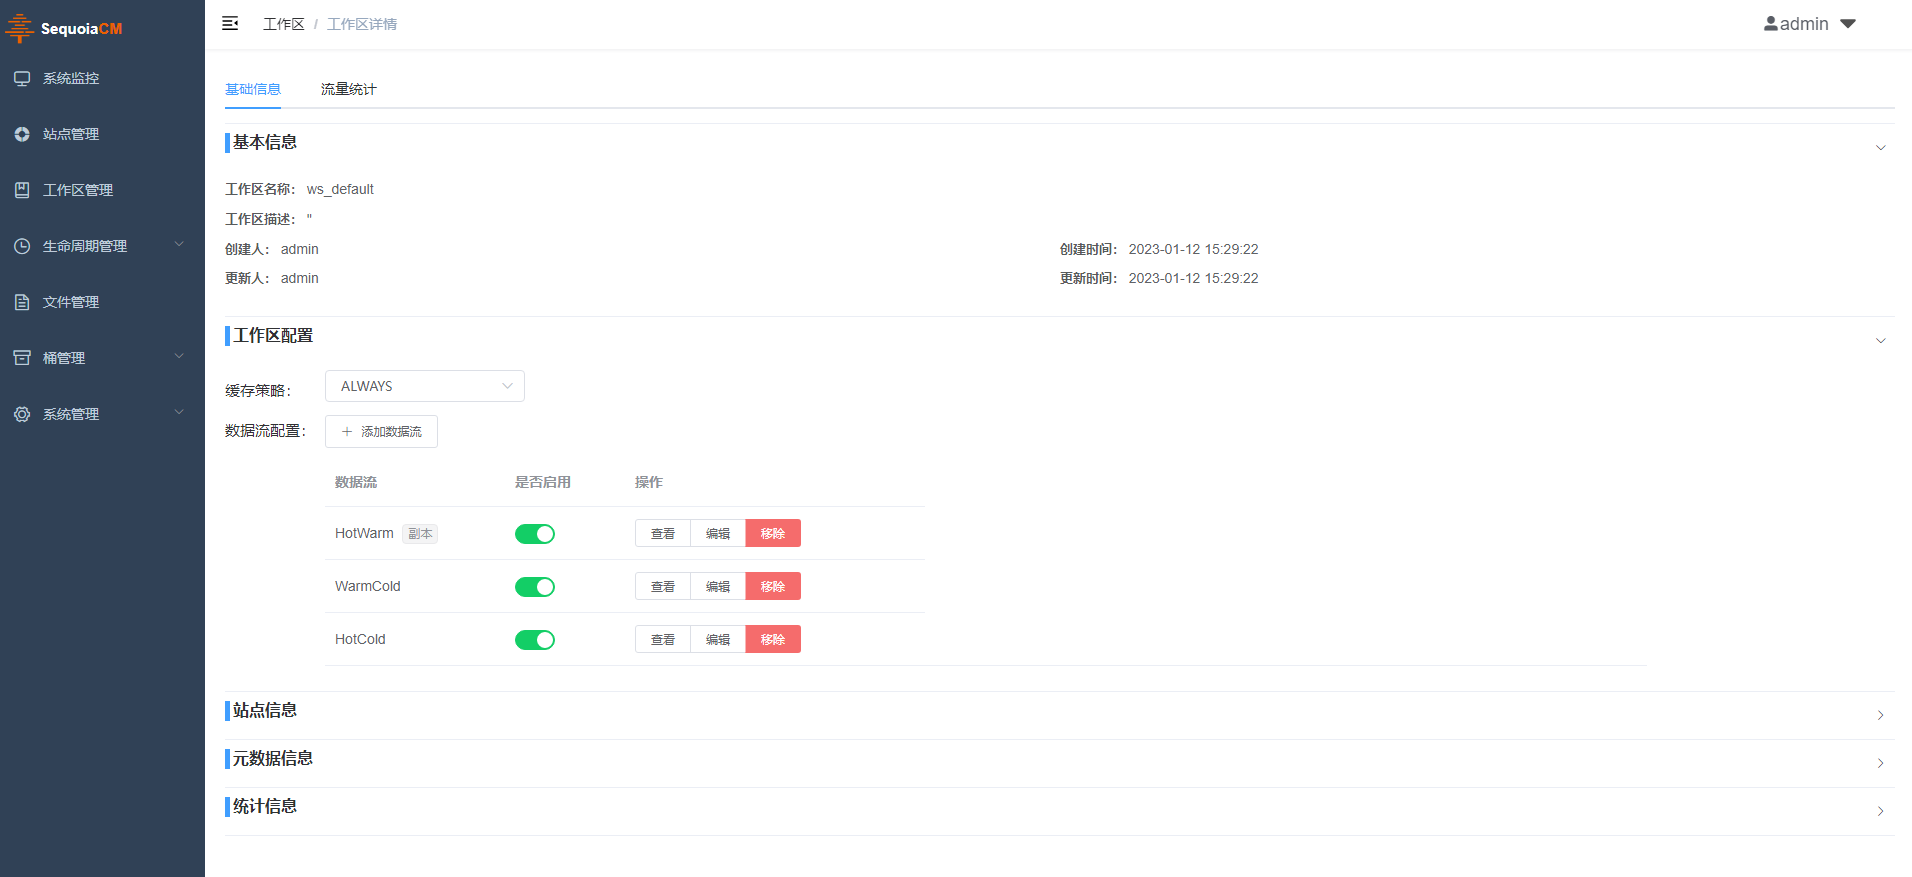 SequoiaCM
系统监控
站点管理
工作区管理
生命周期管理
文件管理
桶管理
系统管理
工作区 / 工作区详情
admin
基础信息 流量统计
基本信息
工作区名称： ws_default
工作区描述： "
创建人： admin 创建时间： 2023-01-12 15:29:22
更新人： admin 更新时间： 2023-01-12 15:29:22
工作区配置
缓存策略： ALWAYS
数据流配置： + 添加数据流
数据流 是否启用 操作
HotWarm 副本 查看 编辑 移除
WarmCold 查看 编辑 移除
HotCold 查看 编辑 移除
站点信息
元数据信息
统计信息